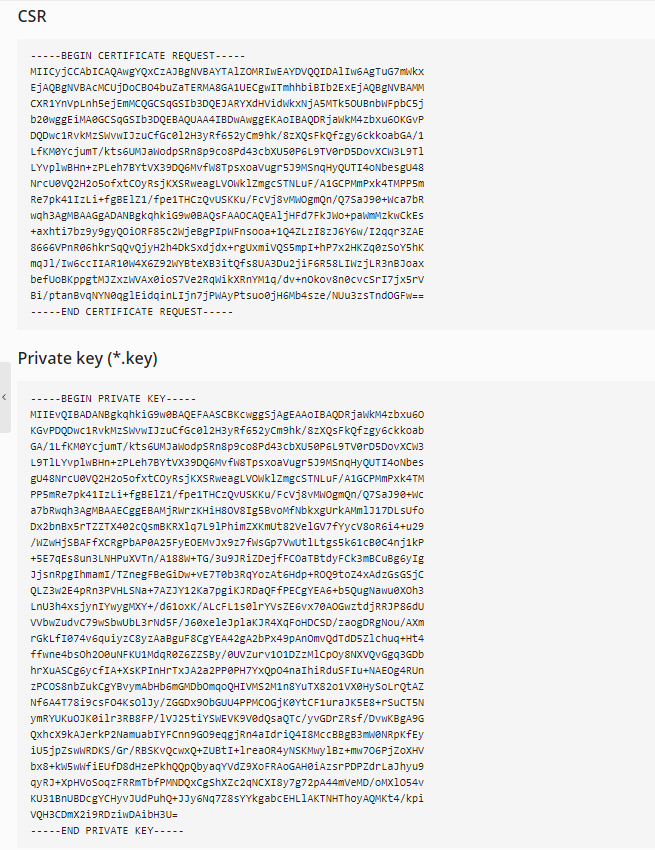 CSR
-----BEGIN CERTIFICATE REQUEST-----
MIICyjCCAbICAQAwgYQxCzAJBgNVBAYTAlZOMRIwEAYDVQQIDAlIw6AgTuG7mWkx
EjAQBgNVBAcMCUjDoCBO4buZaTERMA8GA1UECgwITmhhbiBIb2ExEjAQBgNVBAMM
CXR1YnVpLnh5ejEmMCQGCSqGSIb3DQEJARYXdHVidWkxNjA5MTk5OUBnbWFpbC5j
b20wggEiMA0GCSqGSIb3DQEBAQUAA4IBDwAwggEKAoIBAQDRjaWkM4zbxu6OKGvP
DQDwc1RvkMzSWvwIJzuCfGc0l2H3yRf652yCm9hk/8zXQsFkQfzgy6ckkoabGA/1
LfKM0YcjumT/kts6UMJaWodpSRn8p9co8Pd43cbXU50P6L9TV0rD5DovXCW3L9Tl
LYvplwBHn+zPLeh7BYtVX39DQ6MvfW8TpsxoaVugr5J9MSnqHyQUTI4oNbesgU48
NrcU0VQ2H2o5ofxtCOyRsjKXSRweagLVOWklZmgcSTNLuF/A1GCPMmPxk4TMPP5m
Re7pk41IzLi+fgBElZ1/fpe1THCzQvUSKKu/FcVj8vMWOgmQn/Q7SaJ90+Wca7bR
wqh3AgMBAAGgADANBgkqhkiG9w0BAQsFAAOCAQEAljHFd7FkJWo+paWmMzkwCkEs
+axhti7bz9y9gyQOiORF85c2WjeBgPIpWFnsooa+1Q4ZLzI8zJ6Y6w/I2qqr3ZAE
8666VPnR06hkrSqQvQjyH2h4DkSxdjdx+rgUxmiVQS5mpI+hP7x2HKZq0zSoY5hK
mqJl/Iw6ccIIAR10W4X6Z92WYBteXB3itQfs8UA3Du2jiF6R58LIWzjLR3nBJoax
befUoBKppgtMJZxzWVAx0ioS7Ve2RqWikXRnYM1q/dv+nOkov8n0cvcSrI7jx5rV
Bi/ptanBvqNYN0qglEidqinLIjn7jPWAyPtsuo0jH6Mb4sze/NUu3zsTndOGFw==
-----END CERTIFICATE REQUEST-----
Private key (*.key)
-----BEGIN PRIVATE KEY-----
MIIEvQIBADANBgkqhkiG9w0BAQEFAASCBKcwggSjAgEAAoIBAQDRjaWkM4zbxu6O
KGvPDQDwc1RvkMzSWvwIJzuCfGc0l2H3yRf652yCm9hk/8zXQsFkQfzgy6ckkoab
GA/1LfKM0YcjumT/kts6UMJaWodpSRn8p9co8Pd43cbXU50P6L9TV0rD5DovXCW3
L9TlLYvplwBHn+zPLeh7BYtVX39DQ6MvfW8TpsxoaVugr5J9MSnqHyQUTI4oNbes
gU48NrcU0VQ2H2o5ofxtCOyRsjKXSRweagLVOWklZmgcSTNLuF/A1GCPMmPxk4TM
PP5mRe7pk41IzLi+fgBElZ1/fpe1THCzQvUSKKu/FcVj8vMWOgmQn/Q7SaJ90+Wc
a7bRwqh3AgMBAAECggEBAMjRWrzKHiH8OV8Ig5BvoMfNbkxgUrkAMmlJ17DLsUfo
Dx2bnBx5rTZZTX402cQsmBKRXlq7L9lPhimZXKmUt82VelGV7fYycV8oR6i4+u29
/WZwHjSBAFfXCRgPbAP0A25FyEOEMvJx9z7fWsGp7VwUtlLtgs5k61cB0C4nj1kP
+5E7qEs8un3LNHPuXVTn/A188W+TG/3u9JRiZDejfFCOaTBtdyFCk3mBCuBg6yIg
JjsnRpgIhmamI/TZnegFBeGiDw+vE7T0b3RqYozAt6Hdp+ROQ9toZ4xAdzGsGSjC
QLZ3w2E4pRn3PVHLSNa+7AZJY12Ka7pgiKJRDaQFfPECgYEA6+b5QugNawu0XOh3
LnU3h4xsjynIYwygMXY+/d61oxK/ALcFL1s0lrYVsZE6vx70AOGwztdjRRJP86dU
VVbwZudvC79wSbwUbL3rNd5F/J60xeleJplaKJR4XqFoHDCSD/zaogDRgNou/AXm
rGkLfI074v6quiyzC8yzAaBguF8CgYEA42gA2bPx49pAnOmvQdTdD5Zlchuq+Ht4
ffwne4bsOh2O0uNFKU1MdqR0Z6ZZSBy/0UVZurv1O1DZzMlCpOy8NXVQvGgq3GDb
hrXuASCg6ycfIA+XsKPInHrTxJA2a2PP0PH7YxQpO4naIhiRduSFIu+NAEOg4RUn
zPCOS8nbZukCgYBvymAbHb6mGMDbOmqoQHIVMS2M1n8YuTX82o1VX0HySoLrQtAZ
Nf6A4T78i9csFO4KsOlJy/ZGGDx9ObGUU4PPMCOGjK0YtCF1uraJK5E8+rSuCT5N
ymRYUKuOJK0ilr3RB8FP/lVJ25tiYSWEVK9V0dQsaQTc/yvGDrZRsf/DvwKBgA9G
QxhcX9kAJerkP2NamuabIYFCnn9GO9eqgjRn4aIdriQ4I8MccBBgB3mW0NRpKfEy
iU5jpZswWRDKS/Gr/RBSKvQcwxQ+ZUBtI+lreaOR4yNSKMwylBz+mw7O6PjZoXHV
bx8+kW5wWfiEUfD8dHzePkhQQpQbyaqYVdZ9XoFRAoGAH0iAzsrPDPZdrLaJhyu9
qyRJ+XpHVoSoqzFRRmTbfPMNDQxCgShXZc2qNCXI8y7g72pA44mVeMD/oMXlO54v
KU31BnUBDcgYCHyvJUdPuhQ+JJy6Nq7Z8sYYkgabcEHLlAKTNHThoyAQMKt4/kpi
VQH3CDmX2i9RDziwDAibH3U=
-----END PRIVATE KEY-----